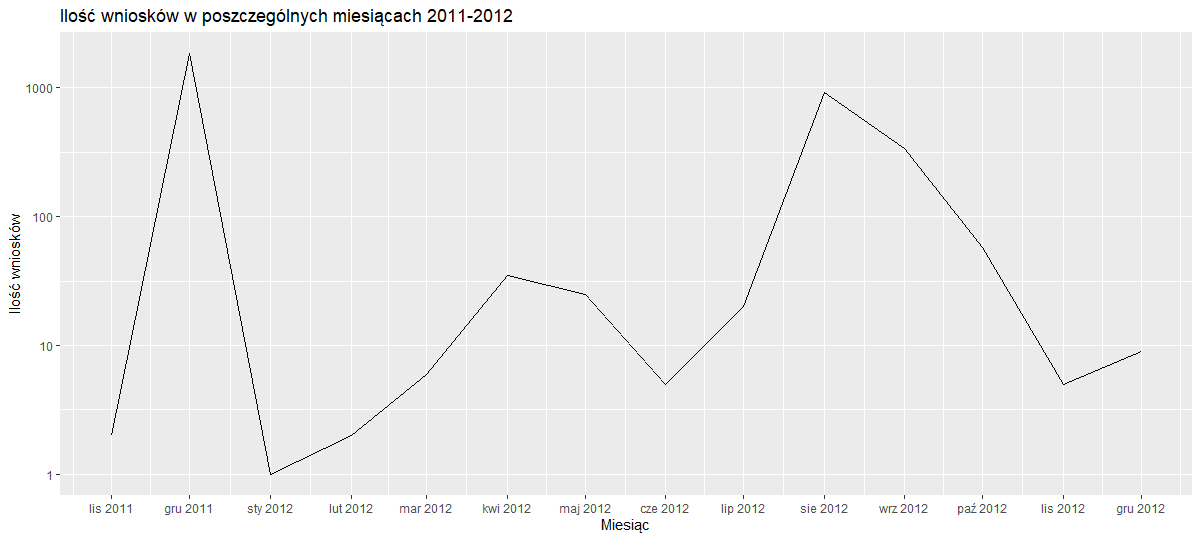 Ilość wniosków w poszczególnych miesiącach 2011-2012
Ilość wniosków
1000
100
10
1
lis 2011 gru 2011 sty 2012 lut 2012 mar 2012 kwi 2012 maj 2012 cze 2012 lip 2012 sie 2012 wrz 2012 paź 2012 lis 2012 gru 2012
Miesiąc